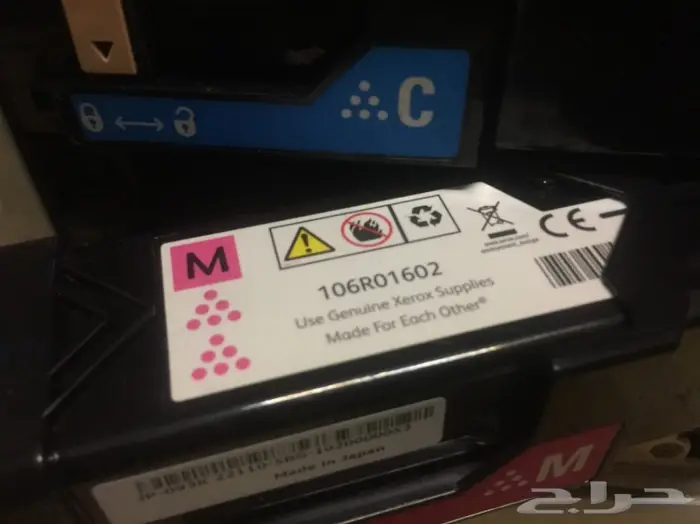 C
M
106R01602
Use Genuine Xerox Supplies
Made For Each Other®
CE
Made in Japan
M
حراج